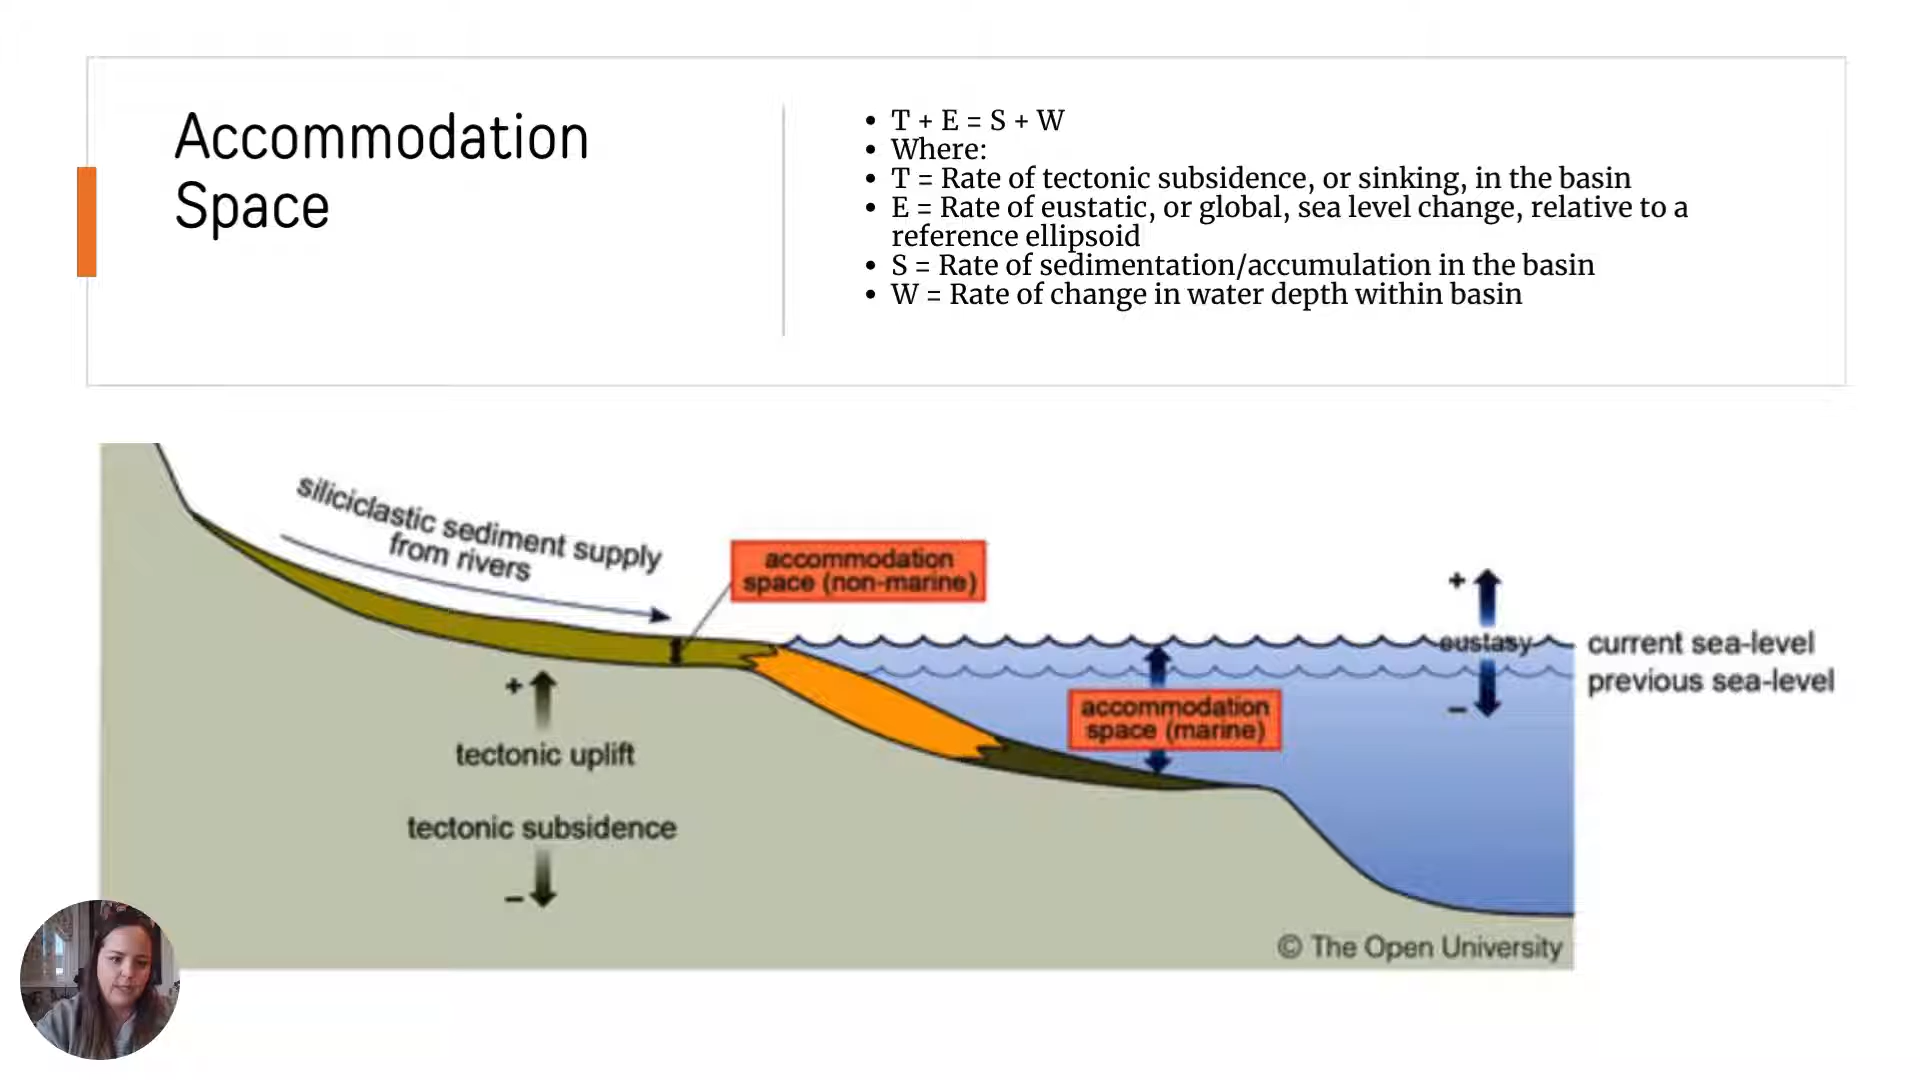 Accommodation
Space
• T + E = S + W
• Where:
• T = Rate of tectonic subsidence, or sinking, in the basin
• E = Rate of eustatic, or global, sea level change, relative to a
reference ellipsoid
• S = Rate of sedimentation/accumulation in the basin
• W = Rate of change in water depth within basin
siliciclastic sediment supply
from rivers
accommodation
space (non-marine)
+
eustasy
−
current sea-level
previous sea-level
accommodation
space (marine)
+
tectonic uplift
tectonic subsidence
−
© The Open University